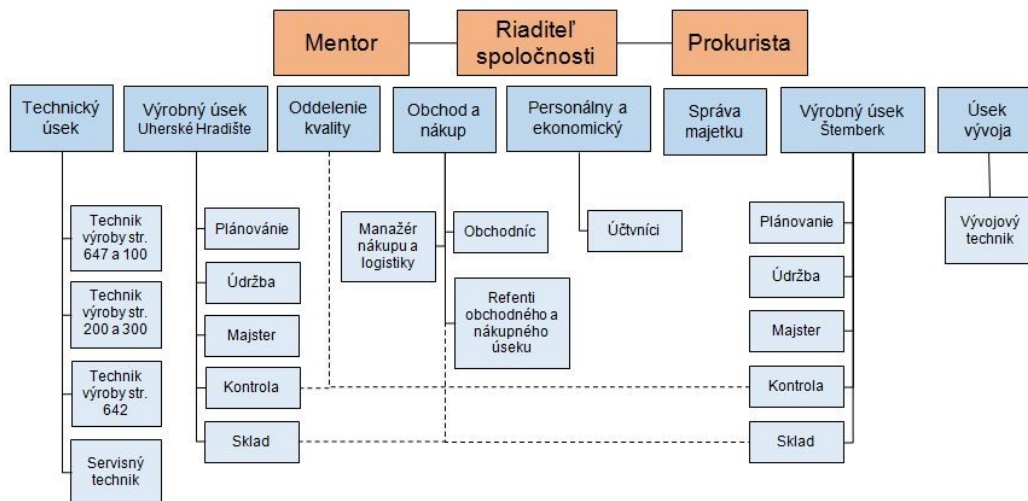 Mentor
Riaditeľ
spoločnosti
Prokurista
Technický
úsek
Výrobný úsek
Uherské Hradište
Oddelenie
kvality
Obchod a
nákup
Personálny a
ekonomický
Správa
majetku
Výrobný úsek
Štemberk
Úsek
vývoja
Technik
výroby str.
647 a 100
Technik
výroby str.
200 a 300
Technik
výroby str.
642
Servisný
technik
Plánovánie
Údržba
Majster
Kontrola
Sklad
Manažér
nákupu a
logistiky
Obchodníc
Refenti
obchodného a
nákupného
úseku
Účtvníci
Plánovanie
Údržba
Majster
Kontrola
Sklad
Vývojový
technik